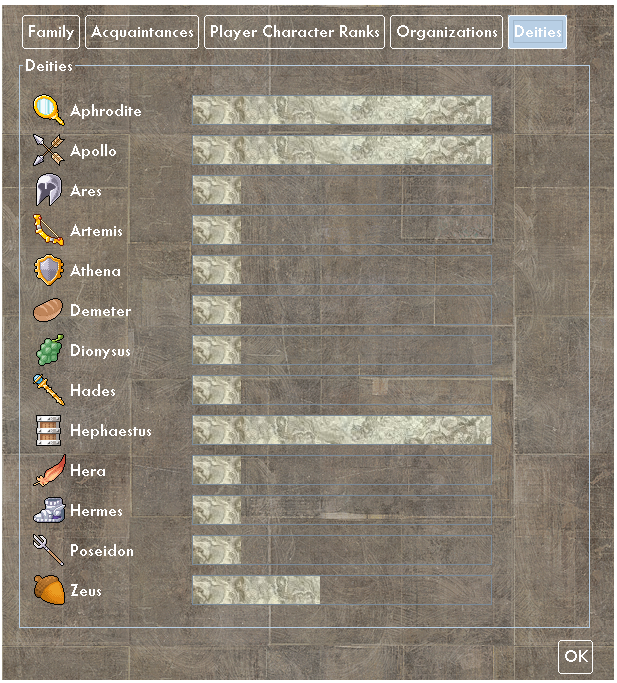 Family Acquaintances Player Character Ranks Organizations Deities
Deities
Aphrodite
Apollo
Ares
Artemis
Athena
Demeter
Dionysus
Hades
Hephaestus
Hera
Hermes
Poseidon
Zeus
OK